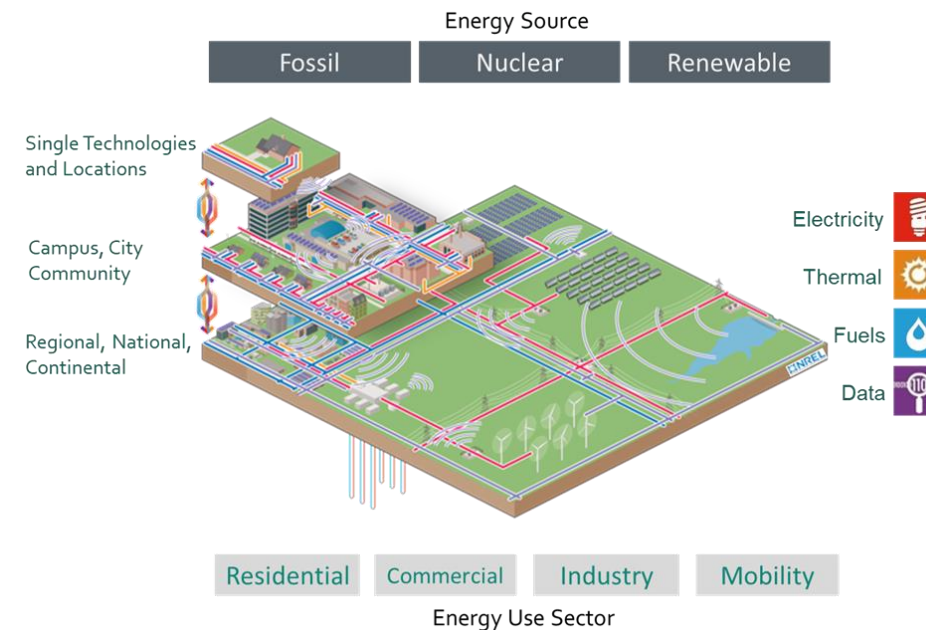 Energy Source
Fossil
Nuclear
Renewable
Single Technologies
and Locations
Campus, City
Community
Regional, National,
Continental
Electricity
Thermal
Fuels
Data
110
NREL
Residential
Commercial
Industry
Mobility
Energy Use Sector